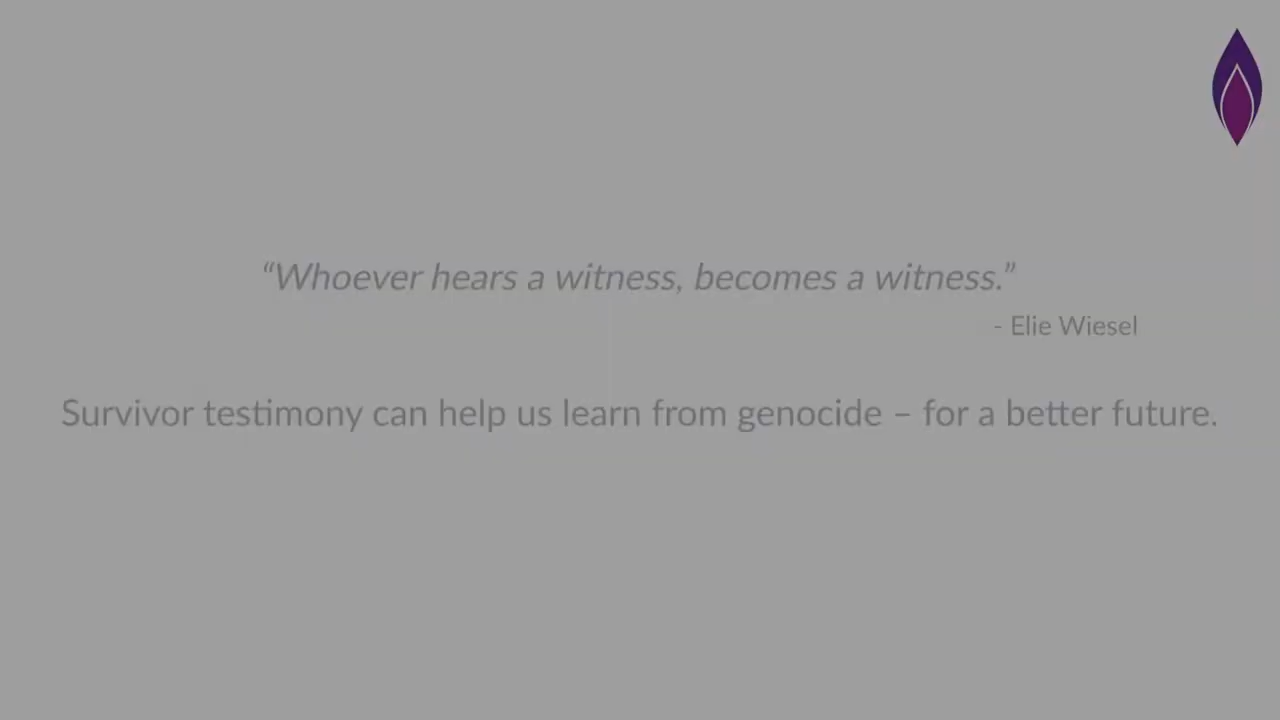 “Whoever hears a witness, becomes a witness.”
- Elie Wiesel
Survivor testimony can help us learn from genocide – for a better future.